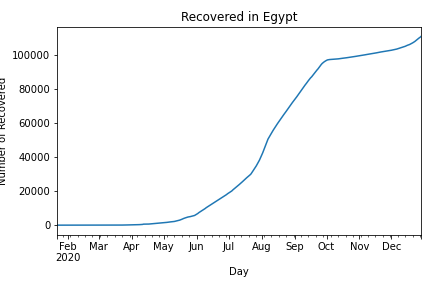 Recovered in Egypt
Number of Recovered
100000
80000
60000
40000
20000
0
Feb Mar Apr May Jun Jul Aug Sep Oct Nov Dec
2020
Day